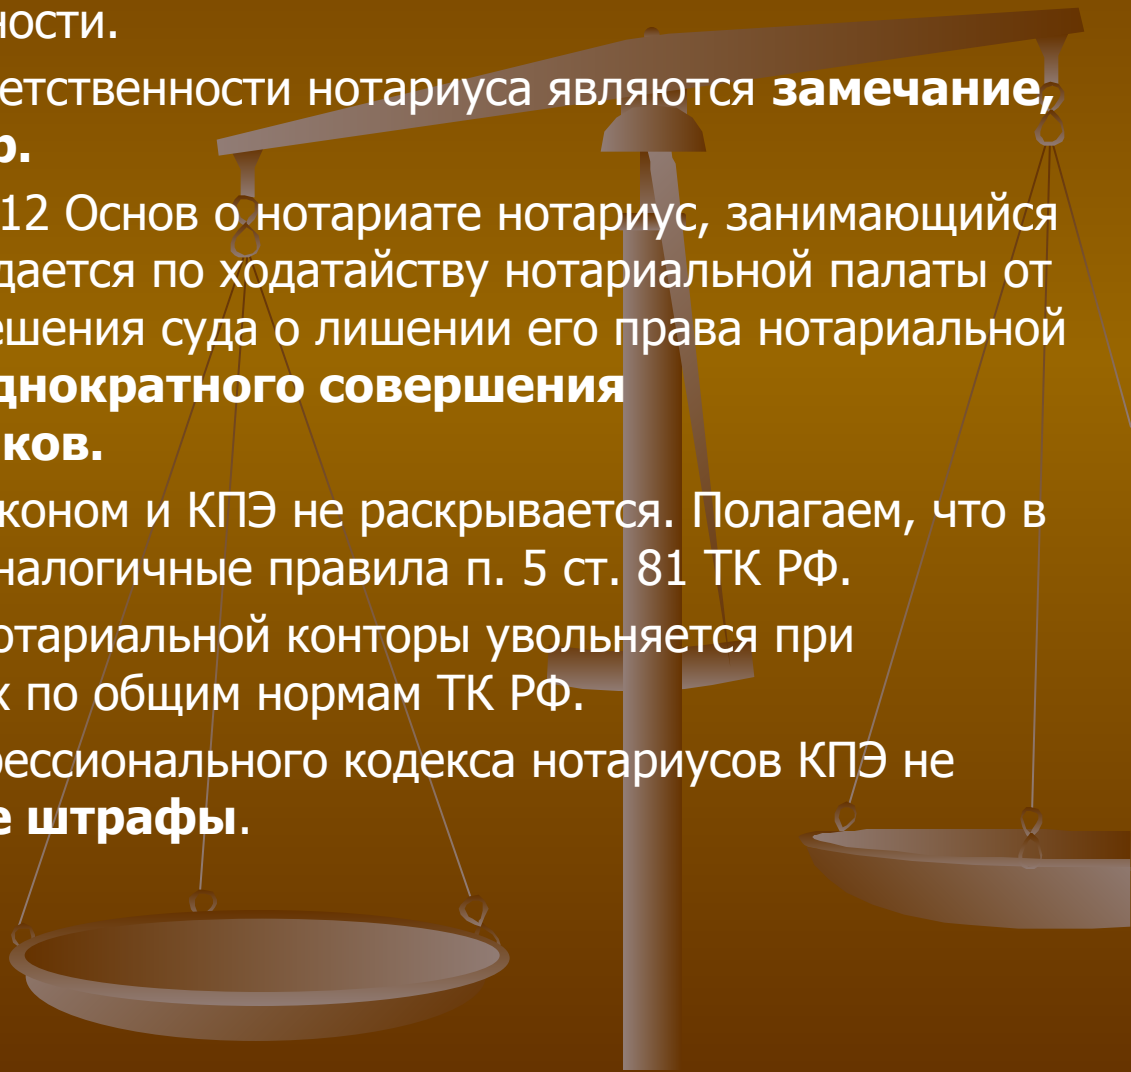 ности.
етственности нотариуса являются замечание,
р.
12 Основ о нотариате нотариус, занимающийся
дается по ходатайству нотариальной палаты от
ешения суда о лишении его права нотариальной
днократного совершения
ков.
коном и КПЭ не раскрывается. Полагаем, что в
налогичные правила п. 5 ст. 81 ТК РФ.
отариальной конторы увольняется при
х по общим нормам ТК РФ.
рессионального кодекса нотариусов КПЭ не
е штрафы.